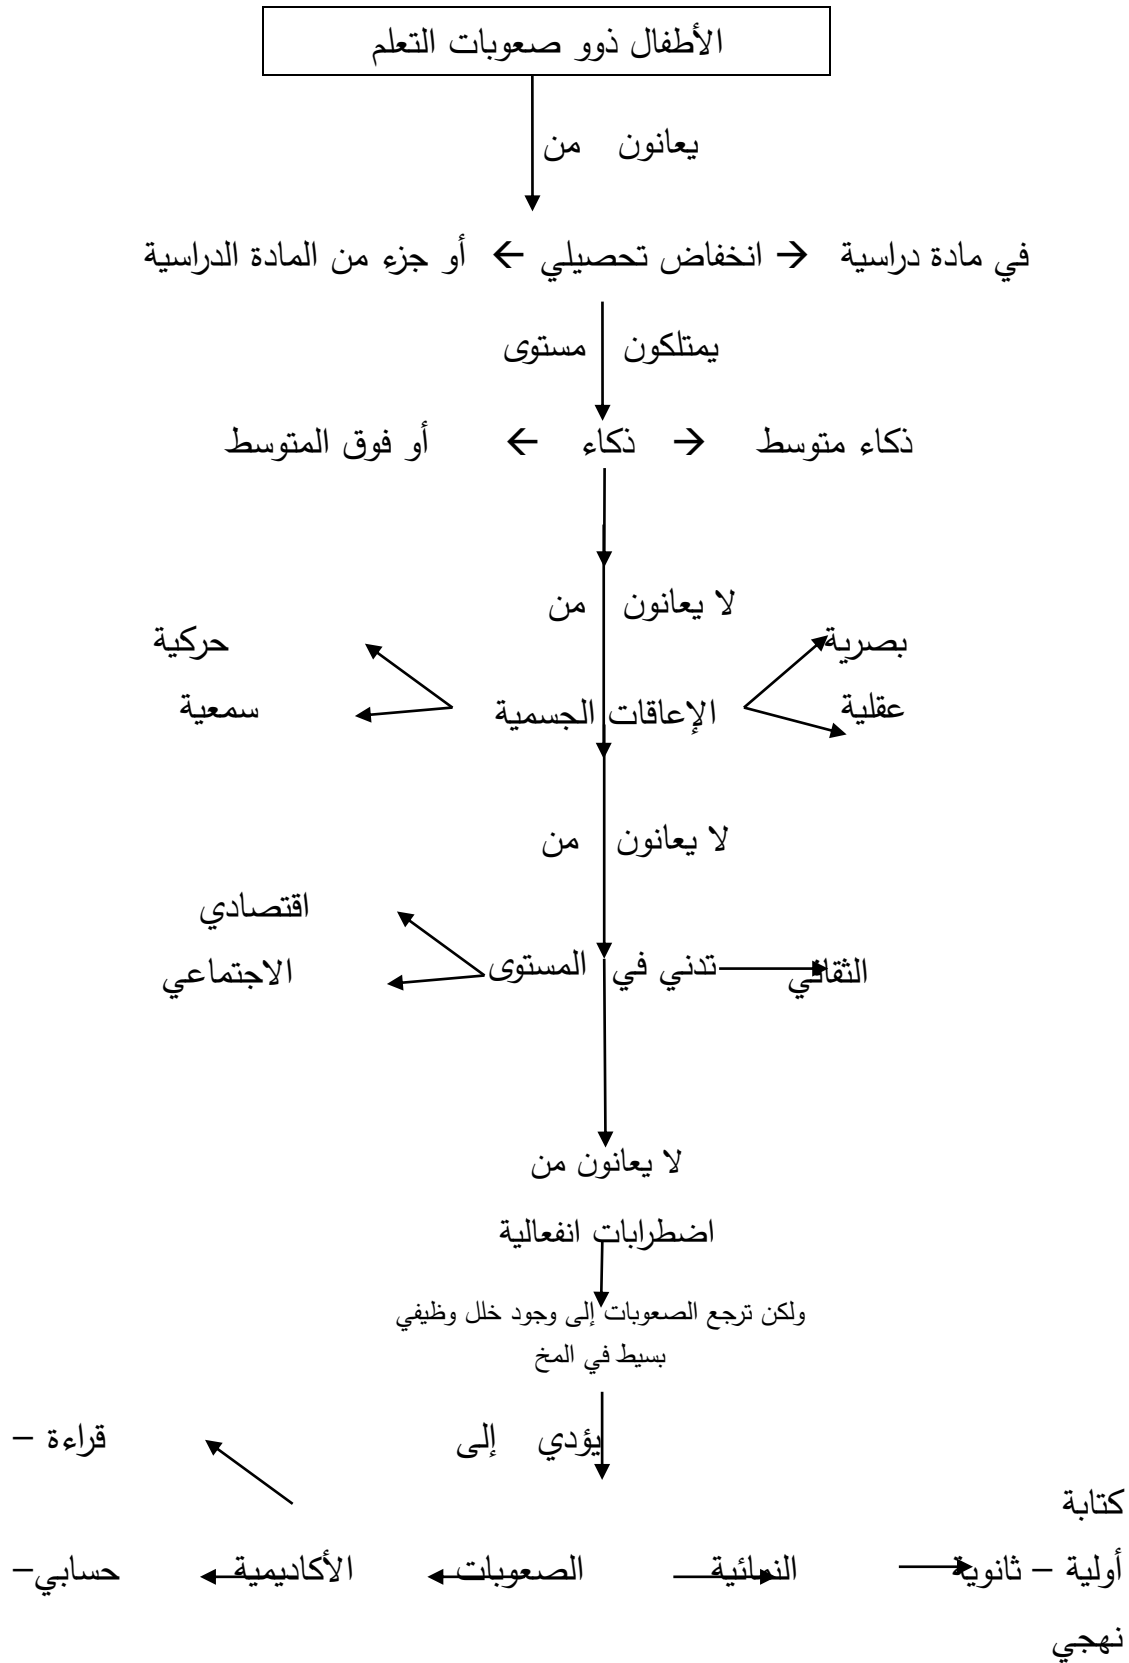 الأطفال ذوو صعوبات التعلم
يعانون من
في مادة دراسية → انخفاض تحصيلي ← أو جزء من المادة الدراسية
يمتلكون مستوى
ذكاء متوسط → ذكاء ← أو فوق المتوسط
لا يعانون من
بصرية حركية
عقلية الإعاقات الجسمية سمعية
لا يعانون من
اقتصادي
الثقافي تدني في المستوى الاجتماعي
لا يعانون من
اضطرابات انفعالية
ولكن ترجع الصعوبات إلى وجود خلل وظيفي
بسيط في المخ
يؤدي إلى قراءة –
كتابة
أولية – ثانوية النمائية الصعوبات الأكاديمية حسابي–
نهجي